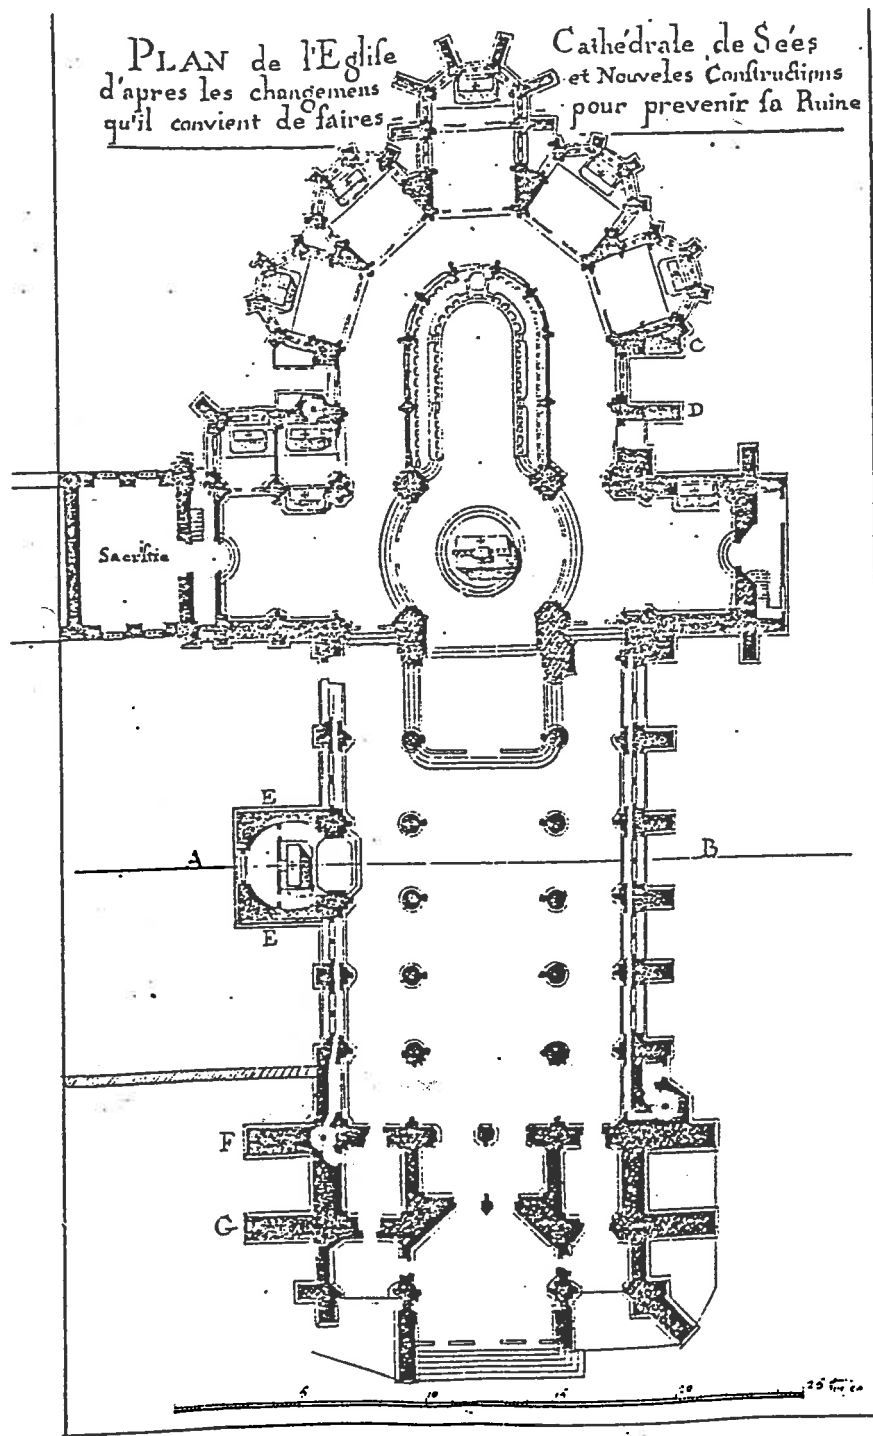 PLAN de l'Eglise Cathédrale de Sées
d'apres les changemens et Nouveles Constructions
qu'il convient de faires pour prevenir sa Ruine
C
D
Sacristie
E
A B
E
F
G
5 10 15 20 25